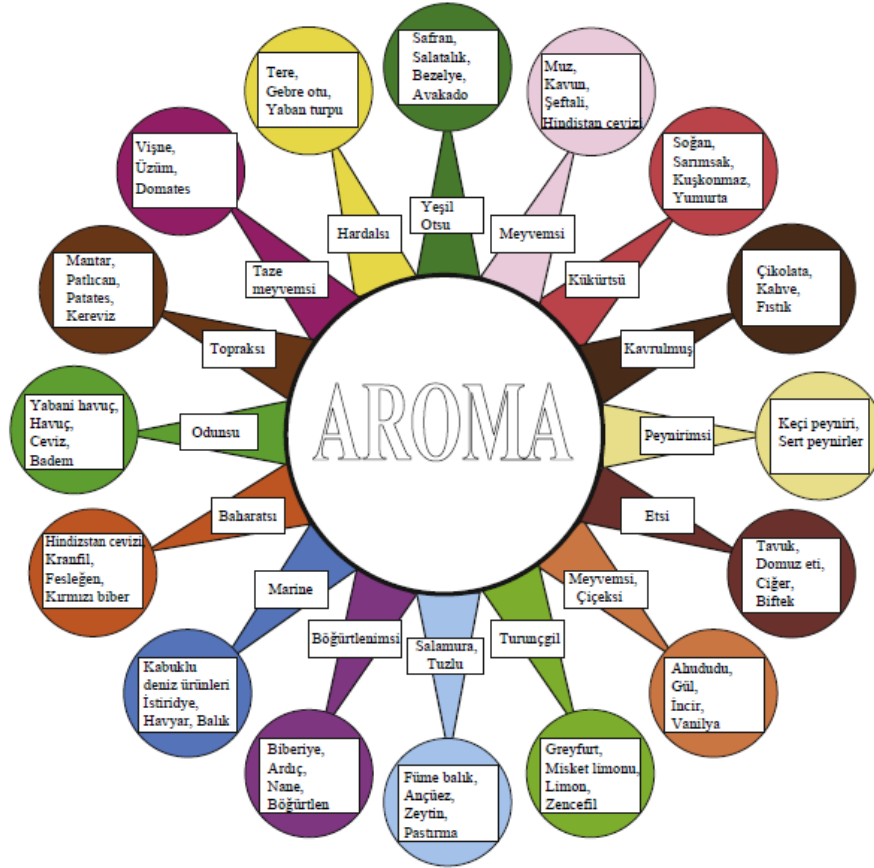 AROMA
Safran,
Salatalık,
Bezelye,
Avakado
Yeşil
Otsu
Muz,
Kavun,
Şeftali,
Hindistan cevizi
Meyvemsi
Soğan,
Sarımsak,
Kuşkonmaz,
Yumurta
Kükürtsü
Çikolata,
Kahve,
Fıstık
Kavrulmuş
Keçi peyniri,
Sert peynirler
Peynirimsi
Tavuk,
Domuz eti,
Ciğer,
Biftek
Etsi
Ahududu,
Gül,
İncir,
Vanilya
Meyvemsi,
Çiçeksi
Greyfurt,
Misket limonu,
Limon,
Zencefil
Turunçgil
Füme balık,
Ançüez,
Zeytin,
Pastırma
Salamura,
Tuzlu
Biberiye,
Ardıç,
Nane,
Böğürtlen
Böğürtlenimsi
Kabuklu
deniz ürünleri
İstiridye,
Havyar, Balık
Marine
Hindizstan cevizi,
Kranfil,
Fesleğen,
Kırmızı biber
Baharatsı
Yabani havuç,
Havuç,
Ceviz,
Badem
Odunsu
Mantar,
Patlıcan,
Patates,
Kereviz
Topraksı
Vişne,
Üzüm,
Domates
Taze
meyvemsi
Tere,
Gebre otu,
Yaban turpu
Hardalsı